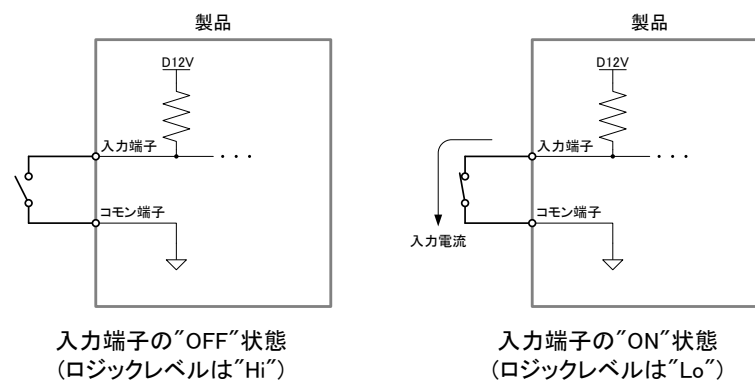 製品
D12V
入力端子
・・・
コモン端子
入力端子の"OFF"状態
(ロジックレベルは"Hi")
製品
D12V
入力端子
・・・
コモン端子
入力電流
入力端子の"ON"状態
(ロジックレベルは"Lo")